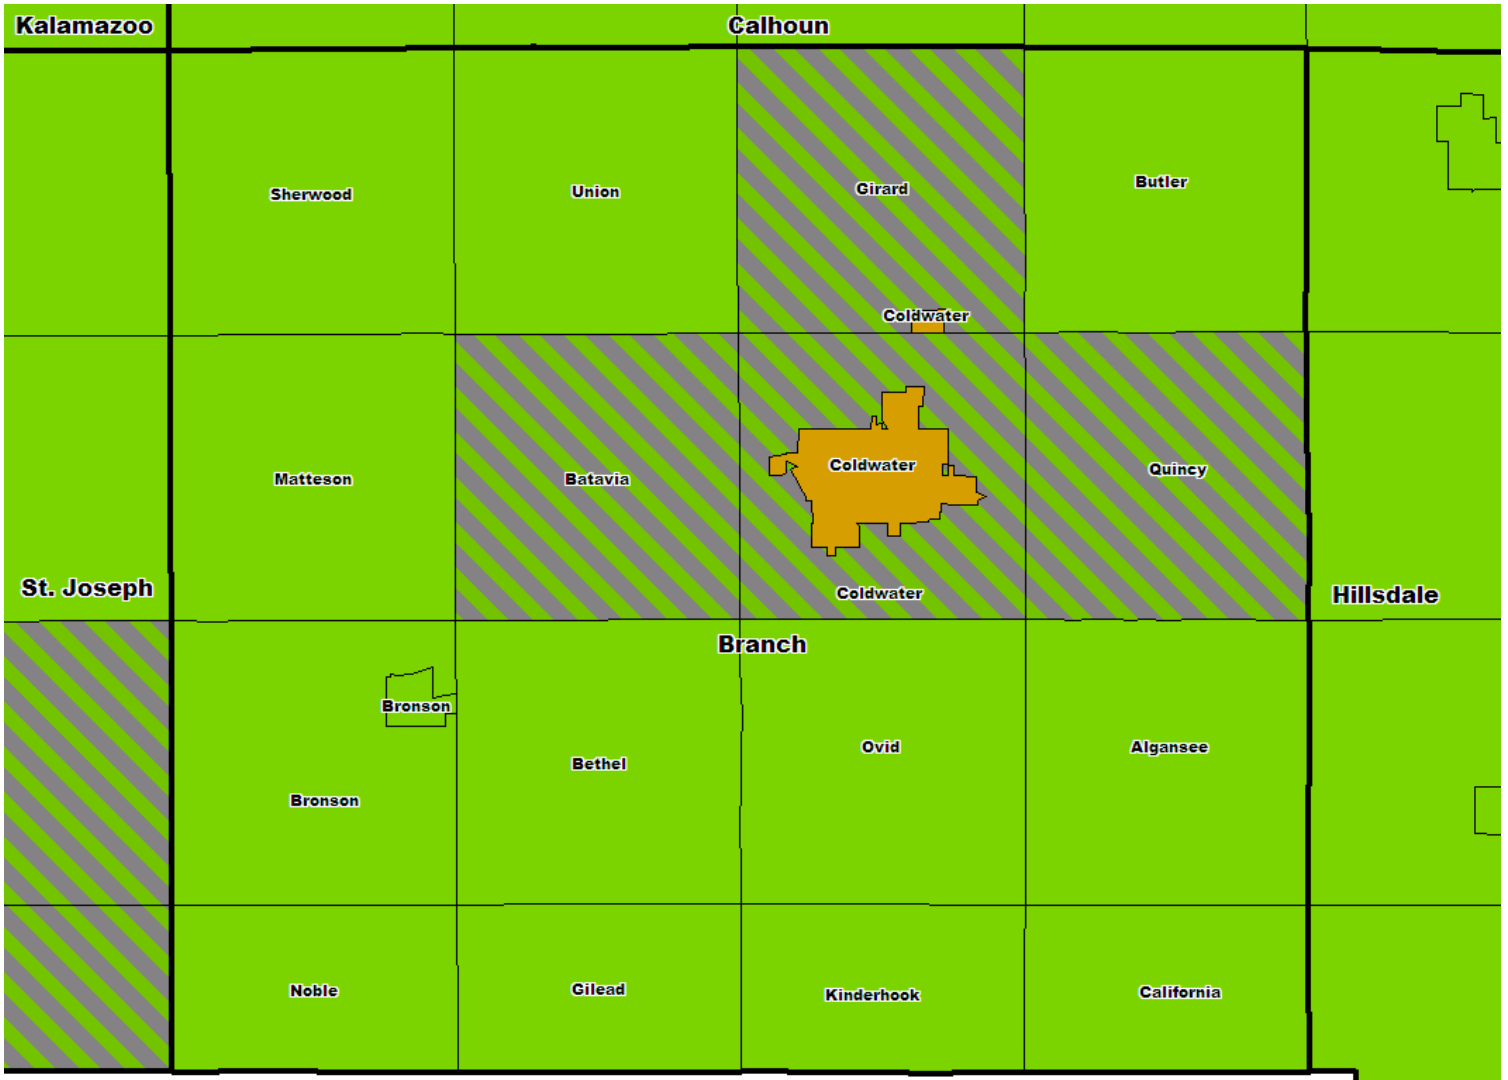 Kalamazoo
Calhoun
Sherwood
Union
Girard
Butler
Coldwater
Matteson
Batavia
Coldwater
Quincy
St. Joseph
Coldwater
Hillsdale
Branch
Bronson
Bethel
Ovid
Algansee
Bronson
Noble
Gilead
Kinderhook
California